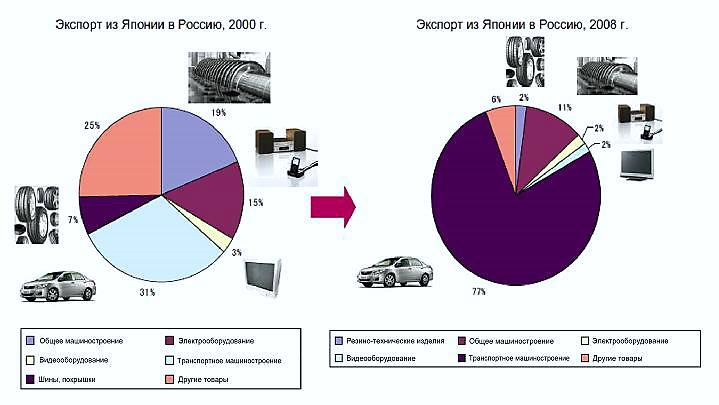 Экспорт из Японии в Россию, 2000 г.
19%
15%
3%
31%
7%
25%
Общее машиностроение
Электрооборудование
Видеооборудование
Транспортное машиностроение
Шины, покрышки
Другие товары
Экспорт из Японии в Россию, 2008 г.
6%
2%
11%
2%
2%
77%
Резино-технические изделия
Общее машиностроение
Электрооборудование
Видеооборудование
Транспортное машиностроение
Другие товары